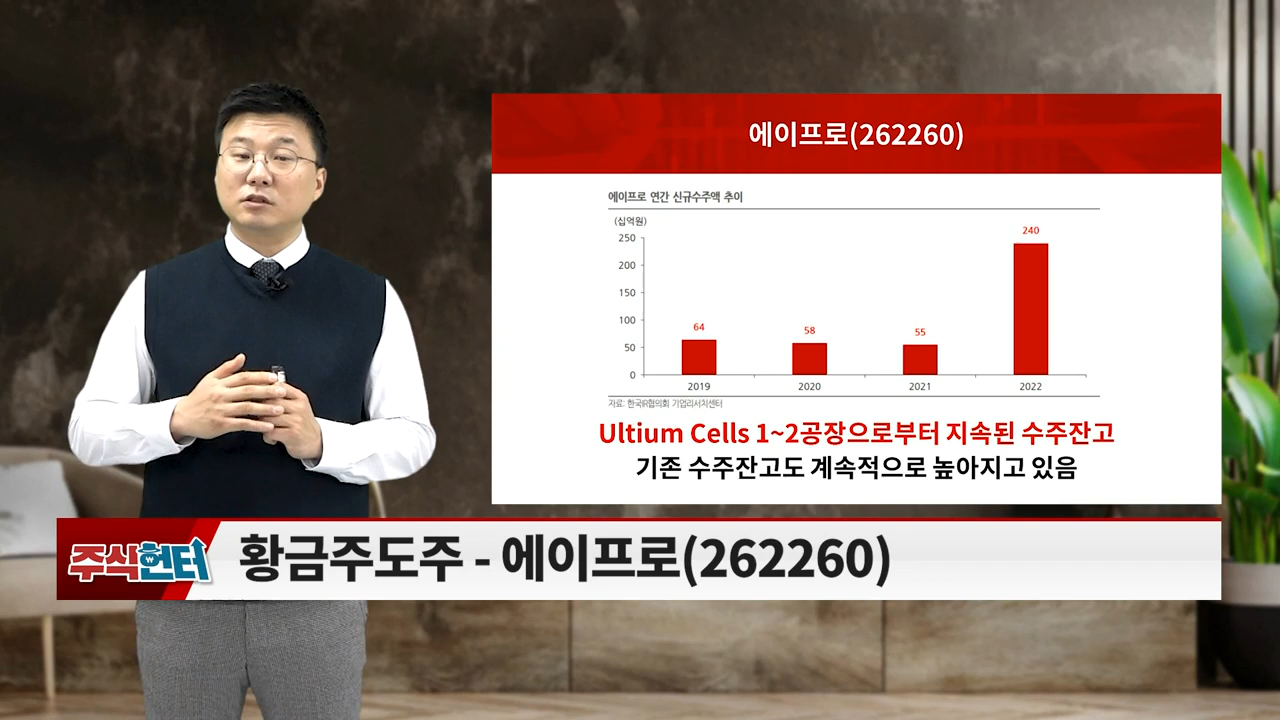 에이프로(262260)
에이프로 연간 신규수주액 추이
(십억원)
250
200
150
100
50
0
64
58
55
240
2019
2020
2021
2022
자료: 한국IR협의회 기업리서치센터
Ultium Cells 1~2공장으로부터 지속된 수주잔고
기존 수주잔고도 계속적으로 높아지고 있음
주식헌터
황금주도주 - 에이프로(262260)